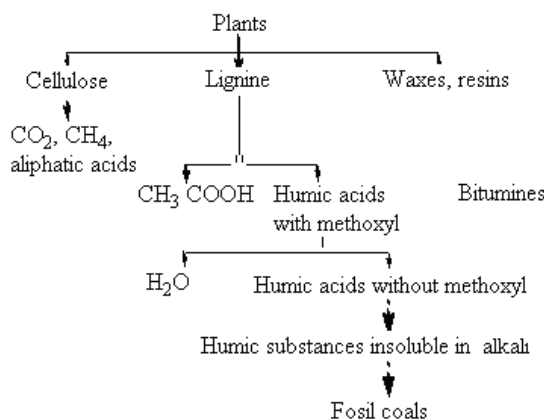 Plants
Cellulose Lignine Waxes, resins
CO2, CH4,
aliphatic acids
CH3 COOH Humic acids Bitumines
with methoxyl
H2O Humic acids without methoxyl
Humic substances insoluble in alkali
Fosil coals